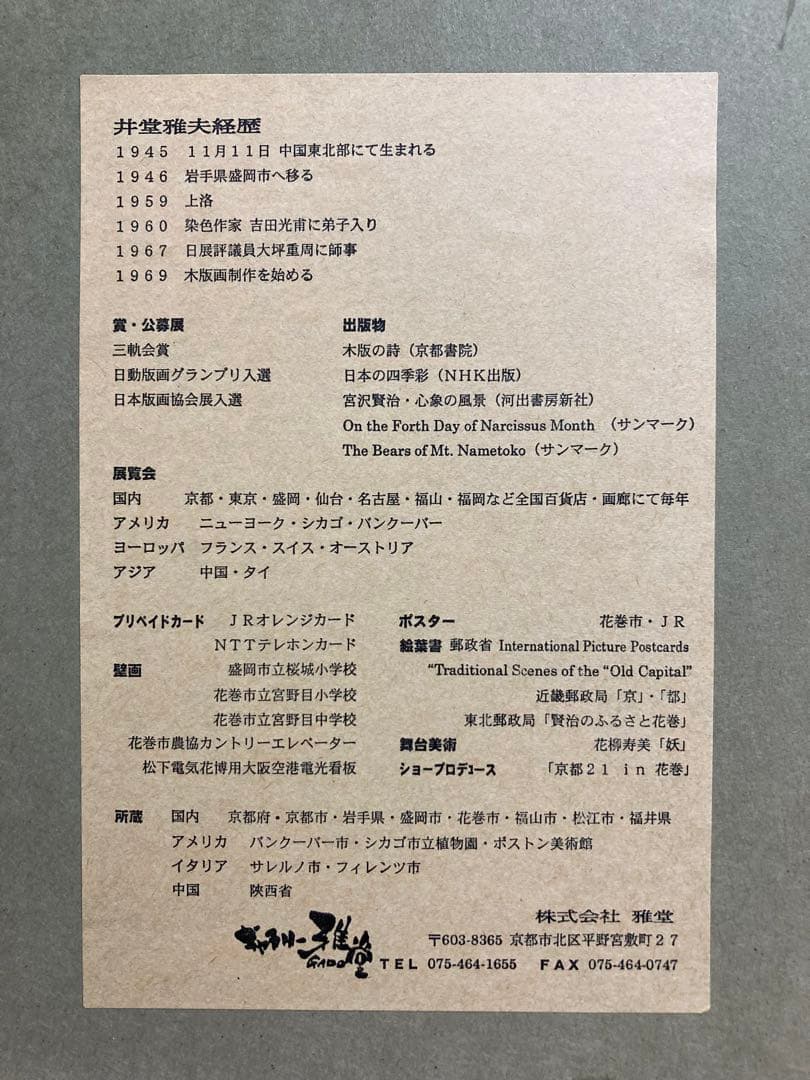 井堂雅夫経歴
1945 11月11日 中国東北部にて生まれる
1946 岩手県盛岡市へ移る
1959 上洛
1960 染色作家 吉田光甫に弟子入り
1967 日展評議員大坪重周に師事
1969 木版画制作を始める
賞・公募展
三軌会賞
日動版画グランプリ入選
日本版画協会展入選
出版物
木版の詩（京都書院）
日本の四季彩（NHK出版）
宮沢賢治・心象の風景（河出書房新社）
On the Forth Day of Narcissus Month （サンマーク）
The Bears of Mt. Nametoko（サンマーク）
展覧会
国内 京都・東京・盛岡・仙台・名古屋・福山・福岡など全国百貨店・画廊にて毎年
アメリカ ニューヨーク・シカゴ・バンクーバー
ヨーロッパ フランス・スイス・オーストリア
アジア 中国・タイ
プリペイドカード JRオレンジカード
NTTテレホンカード
壁画 盛岡市立桜城小学校
花巻市立宮野目小学校
花巻市立宮野目中学校
花巻市農協カントリーエレベーター
松下電気花博用大阪空港電光看板
ポスター 花巻市・JR
絵葉書 郵政省 International Picture Postcards
“Traditional Scenes of the “Old Capital”
近畿郵政局「京」・「都」
東北郵政局「賢治のふるさと花巻」
舞台美術 花柳寿美「妖」
ショープロデュース 「京都21 in 花巻」
所蔵 国内 京都府・京都市・岩手県・盛岡市・花巻市・福山市・松江市・福井県
アメリカ バンクーバー市・シカゴ市立植物園・ボストン美術館
イタリア サレルノ市・フィレンツ市
中国 陝西省
ギャラリー雅堂
GADO
株式会社 雅堂
〒603-8365 京都市北区平野宮敷町27
TEL 075-464-1655 FAX 075-464-0747